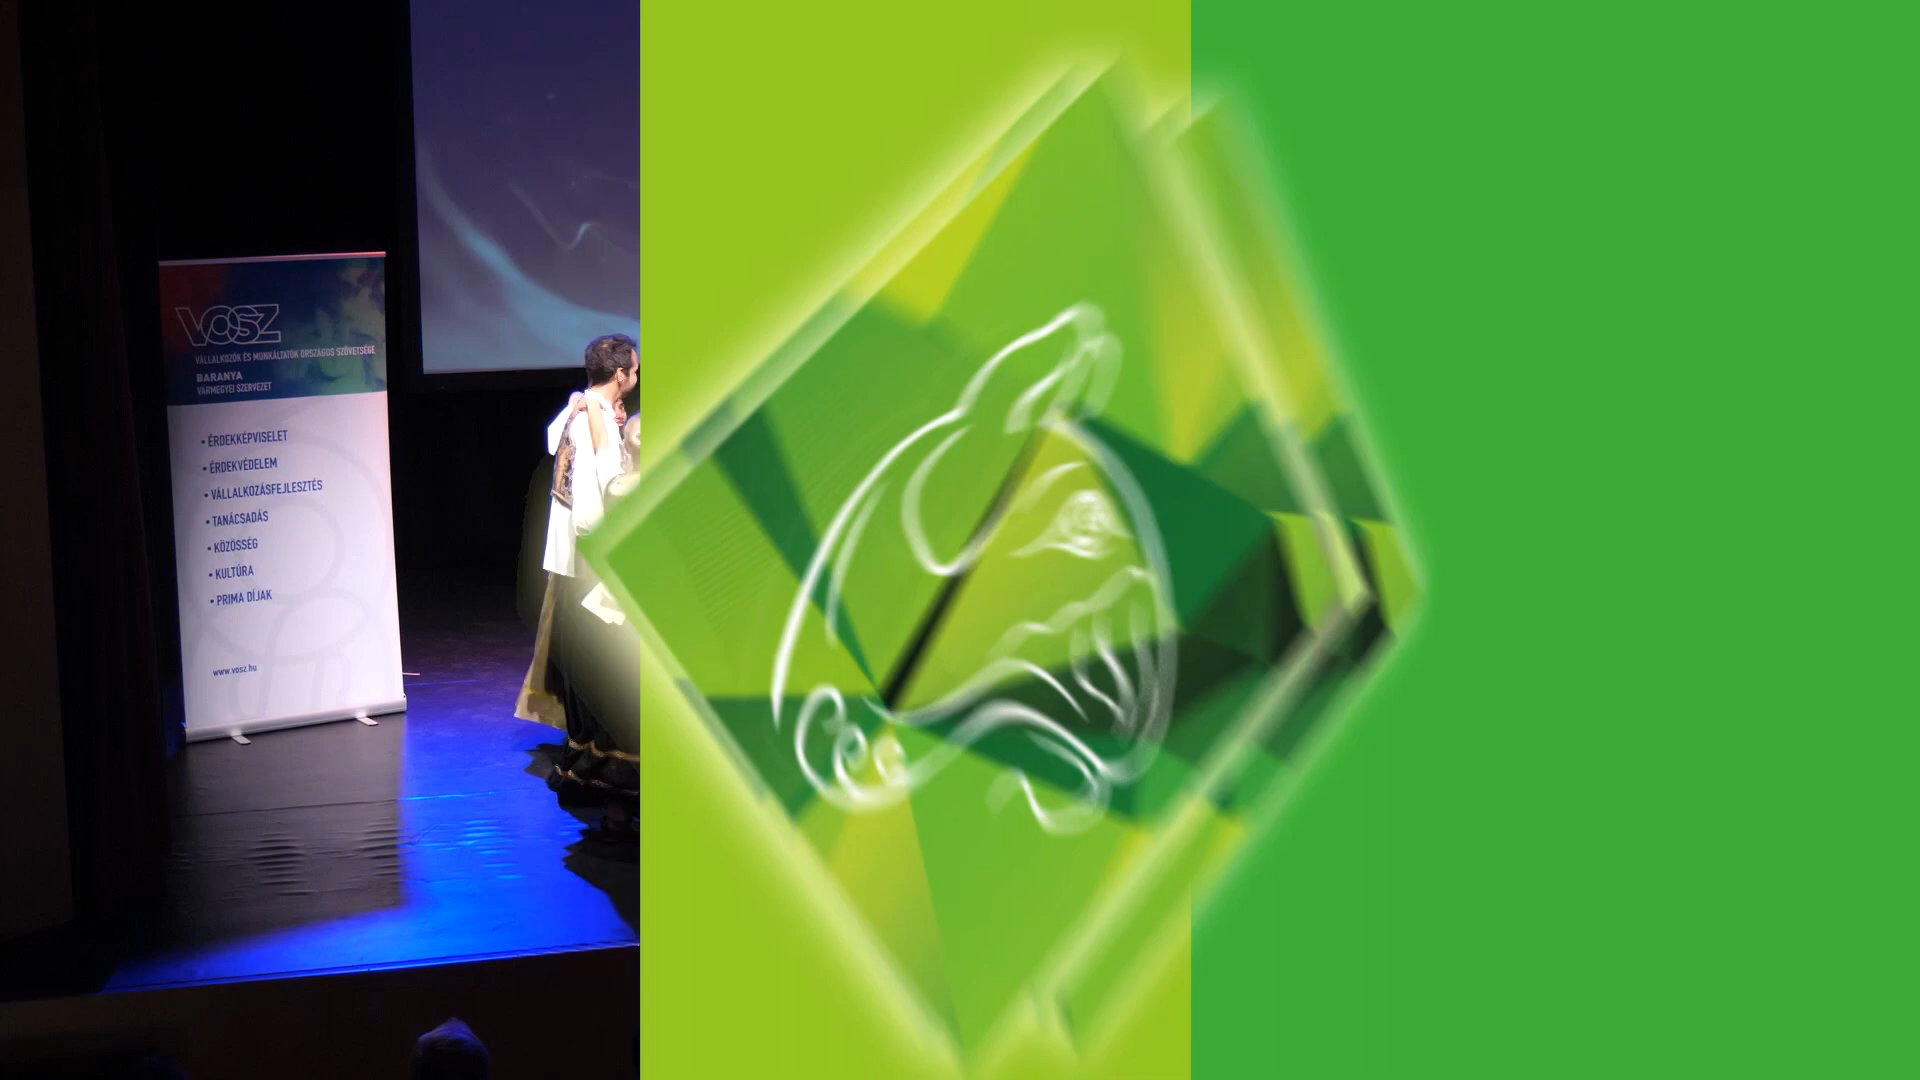 VOSZ
VÁLLALKOZÓK ÉS MUNKÁLTATÓK ORSZÁGOS SZÖVETSÉGE
BARANYA
VÁRMEGYEI SZERVEZET
• ÉRDEKKÉPVISELET
• ÉRDEKVÉDELEM
• VÁLLALKOZÁSFEJLESZTÉS
• TANÁCSADÁS
• KÖZÖSSÉG
• KULTÚRA
• PRIMA DÍJAK
www.vosz.hu